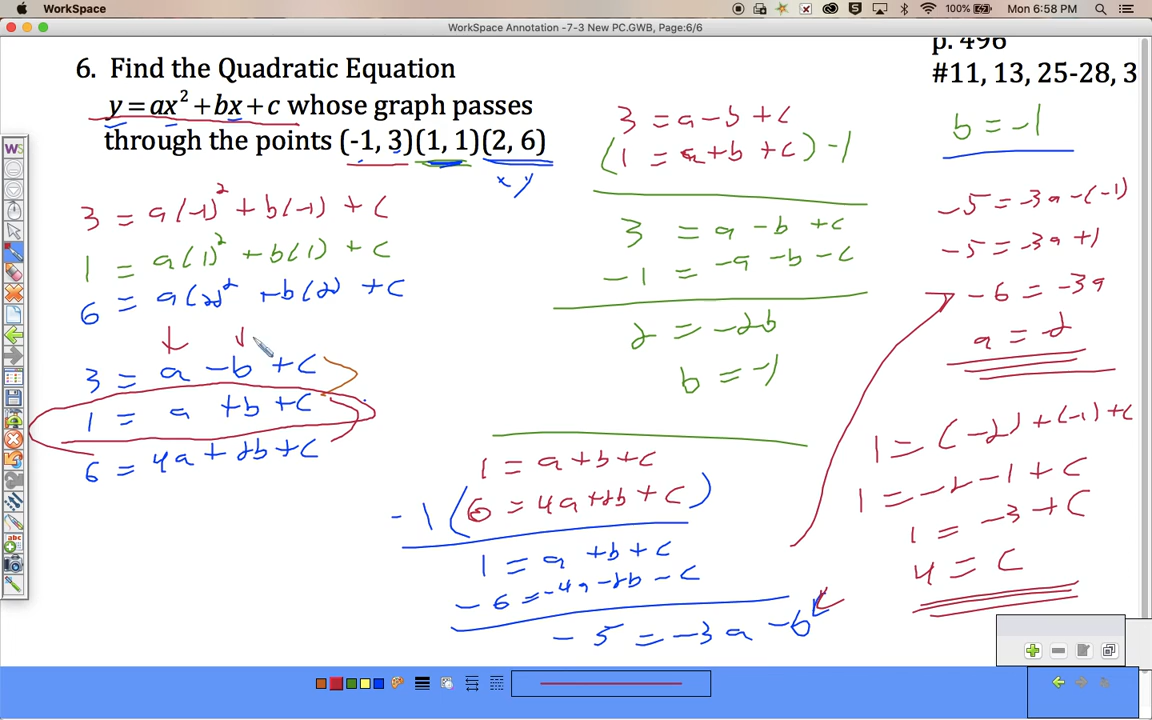 WorkSpace
100%
Mon 6:58 PM
WorkSpace Annotation -7-3 New PC.GWB, Page:6/6
p. 496
#11, 13, 25-28, 3
6. Find the Quadratic Equation
y = ax² + bx + c whose graph passes
through the points (-1, 3)(1, 1)(2, 6)
x y
3 = a(-1)² + b(-1) + c
1 = a(1)² + b(1) + c
6 = a(2)² + b(2) + c
3 = a - b + c
1 = a + b + c
6 = 4a + 2b + c
3 = a - b + c
(1 = a + b + c) -1
3 = a - b + c
-1 = -a - b - c
2 = -2b
b = -1
1 = a + b + c
-1 (6 = 4a + 2b + c)
1 = a + b + c
-6 = -4a - 2b - c
-5 = -3a - b
b = -1
-5 = -3a - (-1)
-5 = -3a + 1
-6 = -3a
a = -2
1 = (-2) + (-1) + c
1 = -2 - 1 + c
1 = -3 + c
4 = c
WS
abc